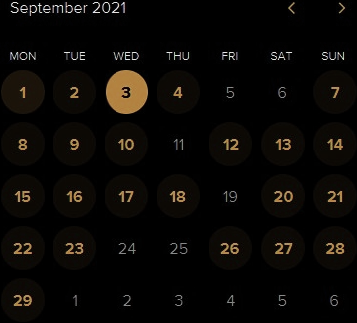 September 2021
MON TUE WED THU FRI SAT SUN
1 2 3 4 5 6 7
8 9 10 11 12 13 14
15 16 17 18 19 20 21
22 23 24 25 26 27 28
29 1 2 3 4 5 6